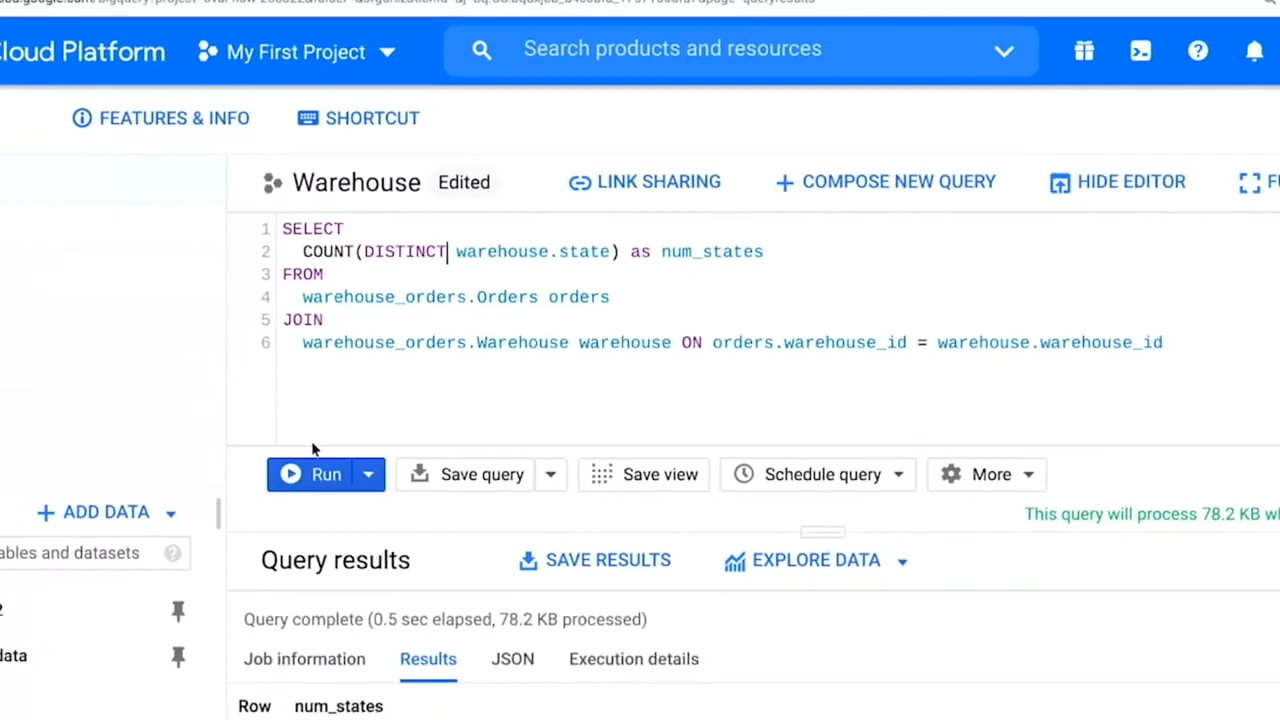 Cloud Platform My First Project Search products and resources
FEATURES & INFO SHORTCUT
Warehouse Edited LINK SHARING COMPOSE NEW QUERY HIDE EDITOR
1 SELECT
2 COUNT(DISTINCT warehouse.state) as num_states
3 FROM
4 warehouse_orders.Orders orders
5 JOIN
6 warehouse_orders.Warehouse warehouse ON orders.warehouse_id = warehouse.warehouse_id
Run Save query Save view Schedule query More
ADD DATA
This query will process 78.2 KB
ables and datasets
Query results SAVE RESULTS EXPLORE DATA
Query complete (0.5 sec elapsed, 78.2 KB processed)
data
Job information Results JSON Execution details
Row num_states